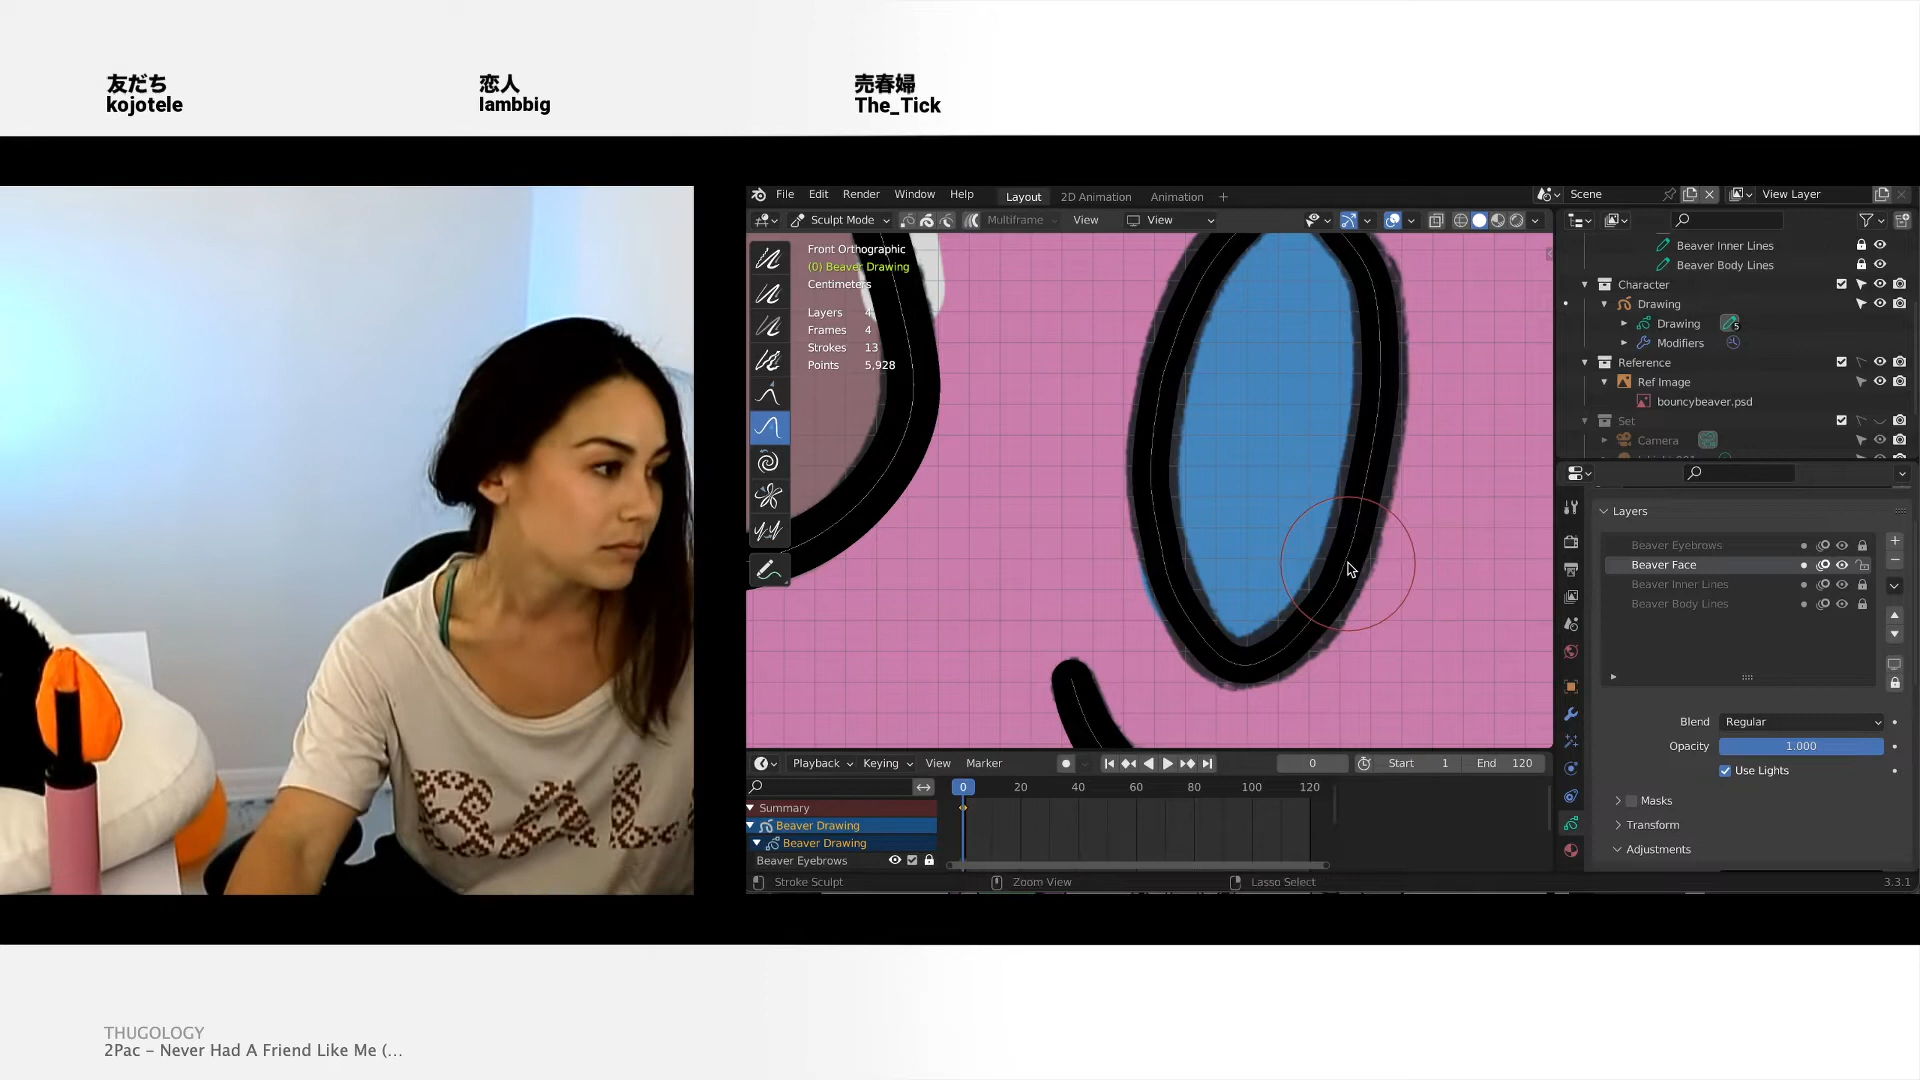 友だち
kojotele
恋人
lambbig
売春婦
The_Tick
File Edit Render Window Help Layout 2D Animation Animation + Scene View Layer
Sculpt Mode Multiframe View View
Front Orthographic
(0) Beaver Drawing
Centimeters
Layers 4
Frames 4
Strokes 13
Points 5,928
Beaver Inner Lines
Beaver Body Lines
Character
Drawing
Drawing 5
Modifiers
Reference
Ref Image
bouncybeaver.psd
Set
Camera
Layers
Beaver Eyebrows
Beaver Face
Beaver Inner Lines
Beaver Body Lines
Blend Regular
Opacity 1.000
Use Lights
Masks
Transform
Adjustments
Playback Keying View Marker 0 Start 1 End 120
0 20 40 60 80 100 120
Summary
Beaver Drawing
Beaver Drawing
Beaver Eyebrows
Stroke Sculpt Zoom View Lasso Select 3.3.1
BAL
THUGOLOGY
2Pac - Never Had A Friend Like Me (...